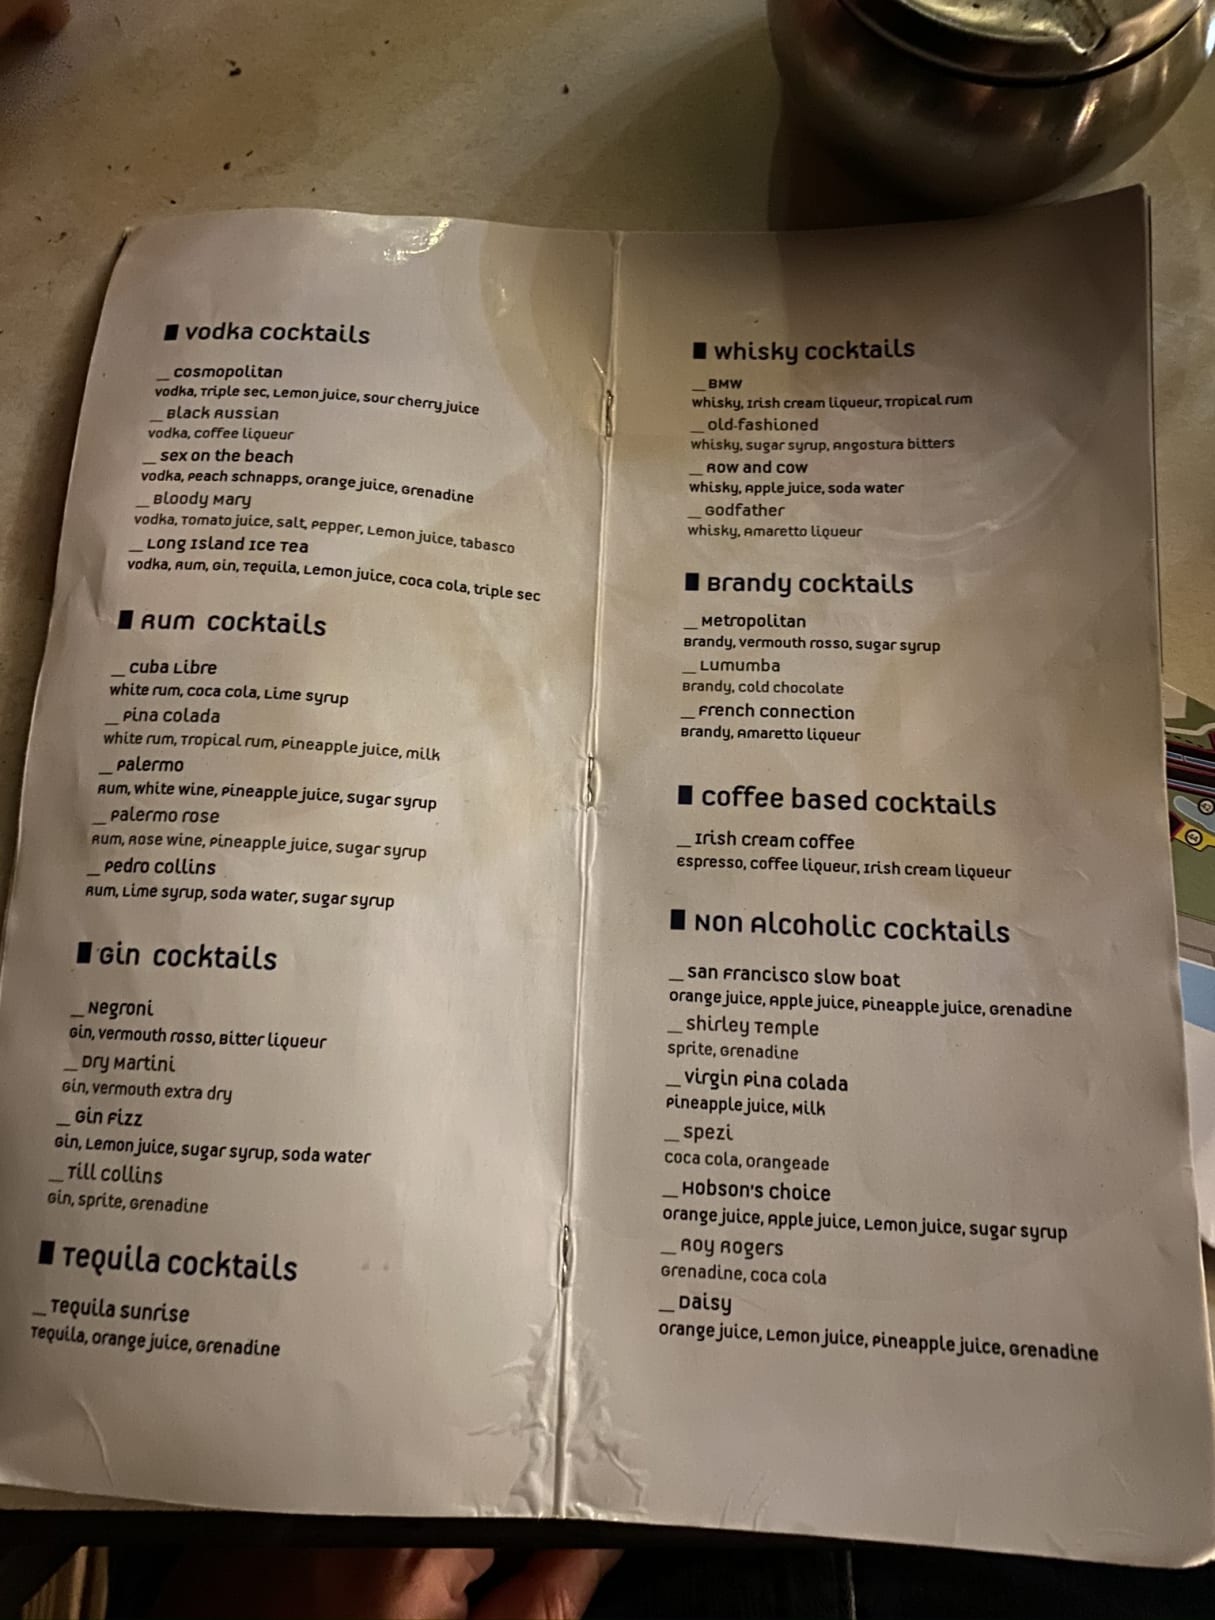 vodka cocktails
_ cosmopolitan
vodka, Triple sec, Lemon juice, sour cherry juice
_ Black Russian
vodka, coffee liqueur
_ sex on the beach
vodka, Peach schnapps, orange juice, Grenadine
_ Bloody Mary
vodka, Tomato juice, salt, Pepper, Lemon juice, tabasco
_ Long Island Ice Tea
vodka, Rum, Gin, Tequila, Lemon juice, coca cola, triple sec
Rum cocktails
_ cuba Libre
white rum, coca cola, Lime syrup
_ Pina colada
white rum, Tropical rum, Pineapple juice, milk
_ Palermo
Rum, white wine, Pineapple juice, sugar syrup
_ Palermo rose
Rum, Rose wine, Pineapple juice, sugar syrup
_ Pedro collins
Rum, Lime syrup, soda water, sugar syrup
Gin cocktails
_ Negroni
Gin, vermouth rosso, Bitter liqueur
_ Dry Martini
Gin, vermouth extra dry
_ Gin Fizz
Gin, Lemon juice, sugar syrup, soda water
_ Till collins
Gin, sprite, Grenadine
Tequila cocktails
_ Tequila sunrise
Tequila, orange juice, Grenadine
whisky cocktails
_ BMW
whisky, Irish cream liqueur, Tropical rum
_ old-fashioned
whisky, sugar syrup, Angostura bitters
_ Row and cow
whisky, Apple juice, soda water
_ Godfather
whisky, Amaretto liqueur
Brandy cocktails
_ Metropolitan
Brandy, vermouth rosso, sugar syrup
_ Lumumba
Brandy, cold chocolate
_ French connection
Brandy, Amaretto liqueur
coffee based cocktails
_ Irish cream coffee
Espresso, coffee liqueur, Irish cream liqueur
Non Alcoholic cocktails
_ san Francisco slow boat
orange juice, Apple juice, Pineapple juice, Grenadine
_ shirley Temple
sprite, Grenadine
_ virgin Pina colada
Pineapple juice, Milk
_ spezi
coca cola, orangeade
_ Hobson's choice
orange juice, Apple juice, Lemon juice, sugar syrup
_ Roy Rogers
Grenadine, coca cola
_ Daisy
orange juice, Lemon juice, Pineapple juice, Grenadine
42
44